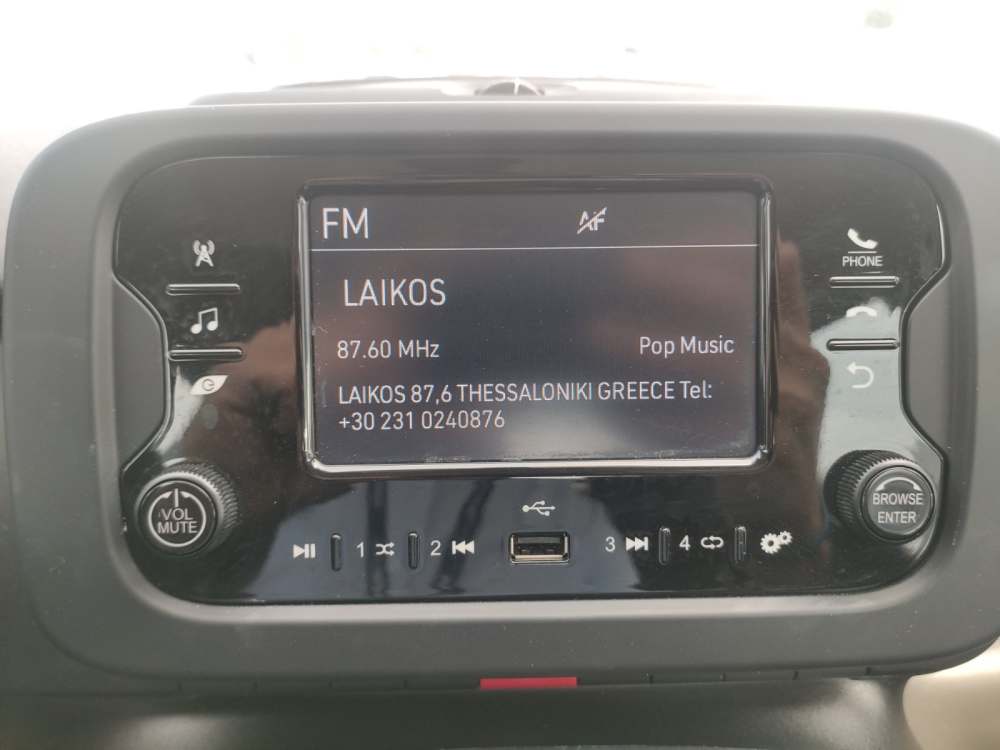 FM AF
LAIKOS
87.60 MHz Pop Music
LAIKOS 87,6 THESSALONIKI GREECE Tel:
+30 231 0240876
PHONE
VOL
MUTE
BROWSE
ENTER
1 2 3 4